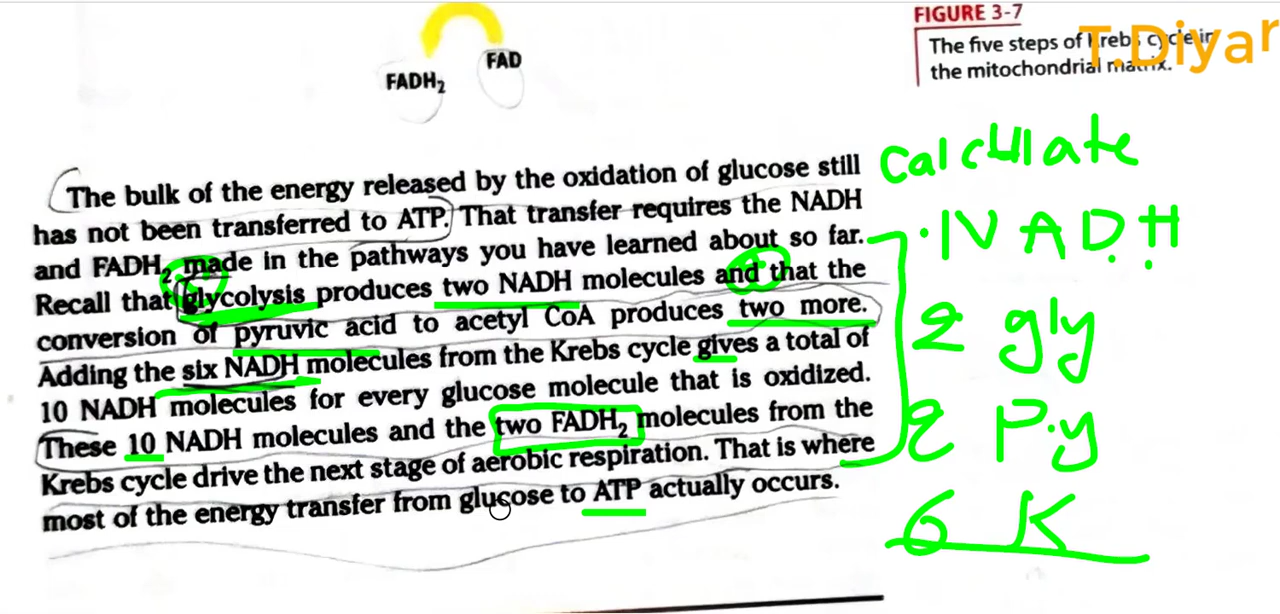 FIGURE 3-7
The five steps of Krebs cycle in
the mitochondrial matrix.
T.Diyar
FADH2
FAD
The bulk of the energy released by the oxidation of glucose still
has not been transferred to ATP. That transfer requires the NADH
and FADH2 made in the pathways you have learned about so far.
Recall that glycolysis produces two NADH molecules and that the
conversion of pyruvic acid to acetyl CoA produces two more.
Adding the six NADH molecules from the Krebs cycle gives a total of
10 NADH molecules for every glucose molecule that is oxidized.
These 10 NADH molecules and the two FADH2 molecules from the
Krebs cycle drive the next stage of aerobic respiration. That is where
most of the energy transfer from glucose to ATP actually occurs.
Calculate
NADH
2 gly
2 P.y
6 K